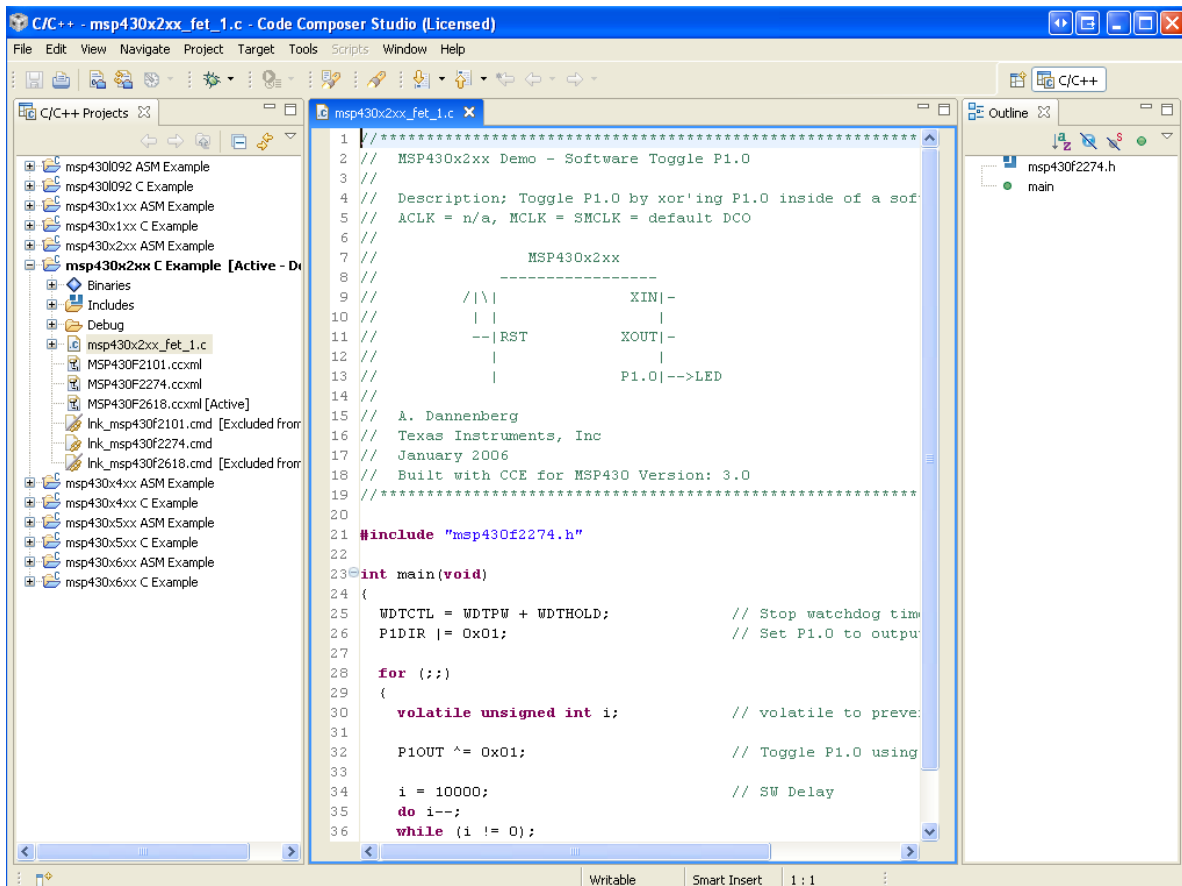 C/C++ - msp430x2xx_fet_1.c - Code Composer Studio (Licensed)
File Edit View Navigate Project Target Tools Scripts Window Help
C/C++
C/C++ Projects
msp430l092 ASM Example
msp430l092 C Example
msp430x1xx ASM Example
msp430x1xx C Example
msp430x2xx ASM Example
msp430x2xx C Example [Active - De
Binaries
Includes
Debug
msp430x2xx_fet_1.c
MSP430F2101.ccxml
MSP430F2274.ccxml
MSP430F2618.ccxml [Active]
lnk_msp430f2101.cmd [Excluded from
lnk_msp430f2274.cmd
lnk_msp430f2618.cmd [Excluded from
msp430x4xx ASM Example
msp430x4xx C Example
msp430x5xx ASM Example
msp430x5xx C Example
msp430x6xx ASM Example
msp430x6xx C Example
msp430x2xx_fet_1.c
1 //*********************************************************
2 //   MSP430x2xx Demo - Software Toggle P1.0
3 //
4 //   Description; Toggle P1.0 by xor'ing P1.0 inside of a sof
5 //   ACLK = n/a, MCLK = SMCLK = default DCO
6 //
7 //                MSP430x2xx
8 //             -----------------
9 //         /|\|              XIN|-
10 //          | |                 |
11 //          --|RST          XOUT|-
12 //            |                 |
13 //            |             P1.0|-->LED
14 //
15 //   A. Dannenberg
16 //   Texas Instruments, Inc
17 //   January 2006
18 //   Built with CCE for MSP430 Version: 3.0
19 //*********************************************************
20
21 #include "msp430f2274.h"
22
23 int main(void)
24 {
25   WDTCTL = WDTPW + WDTHOLD;             // Stop watchdog time
26   P1DIR |= 0x01;                        // Set P1.0 to outpu
27
28   for (;;)
29   {
30     volatile unsigned int i;            // volatile to preve
31
32     P1OUT ^= 0x01;                      // Toggle P1.0 using
33
34     i = 10000;                          // SW Delay
35     do i--;
36     while (i != 0);
Outline
msp430f2274.h
main
Writable Smart Insert 1 : 1